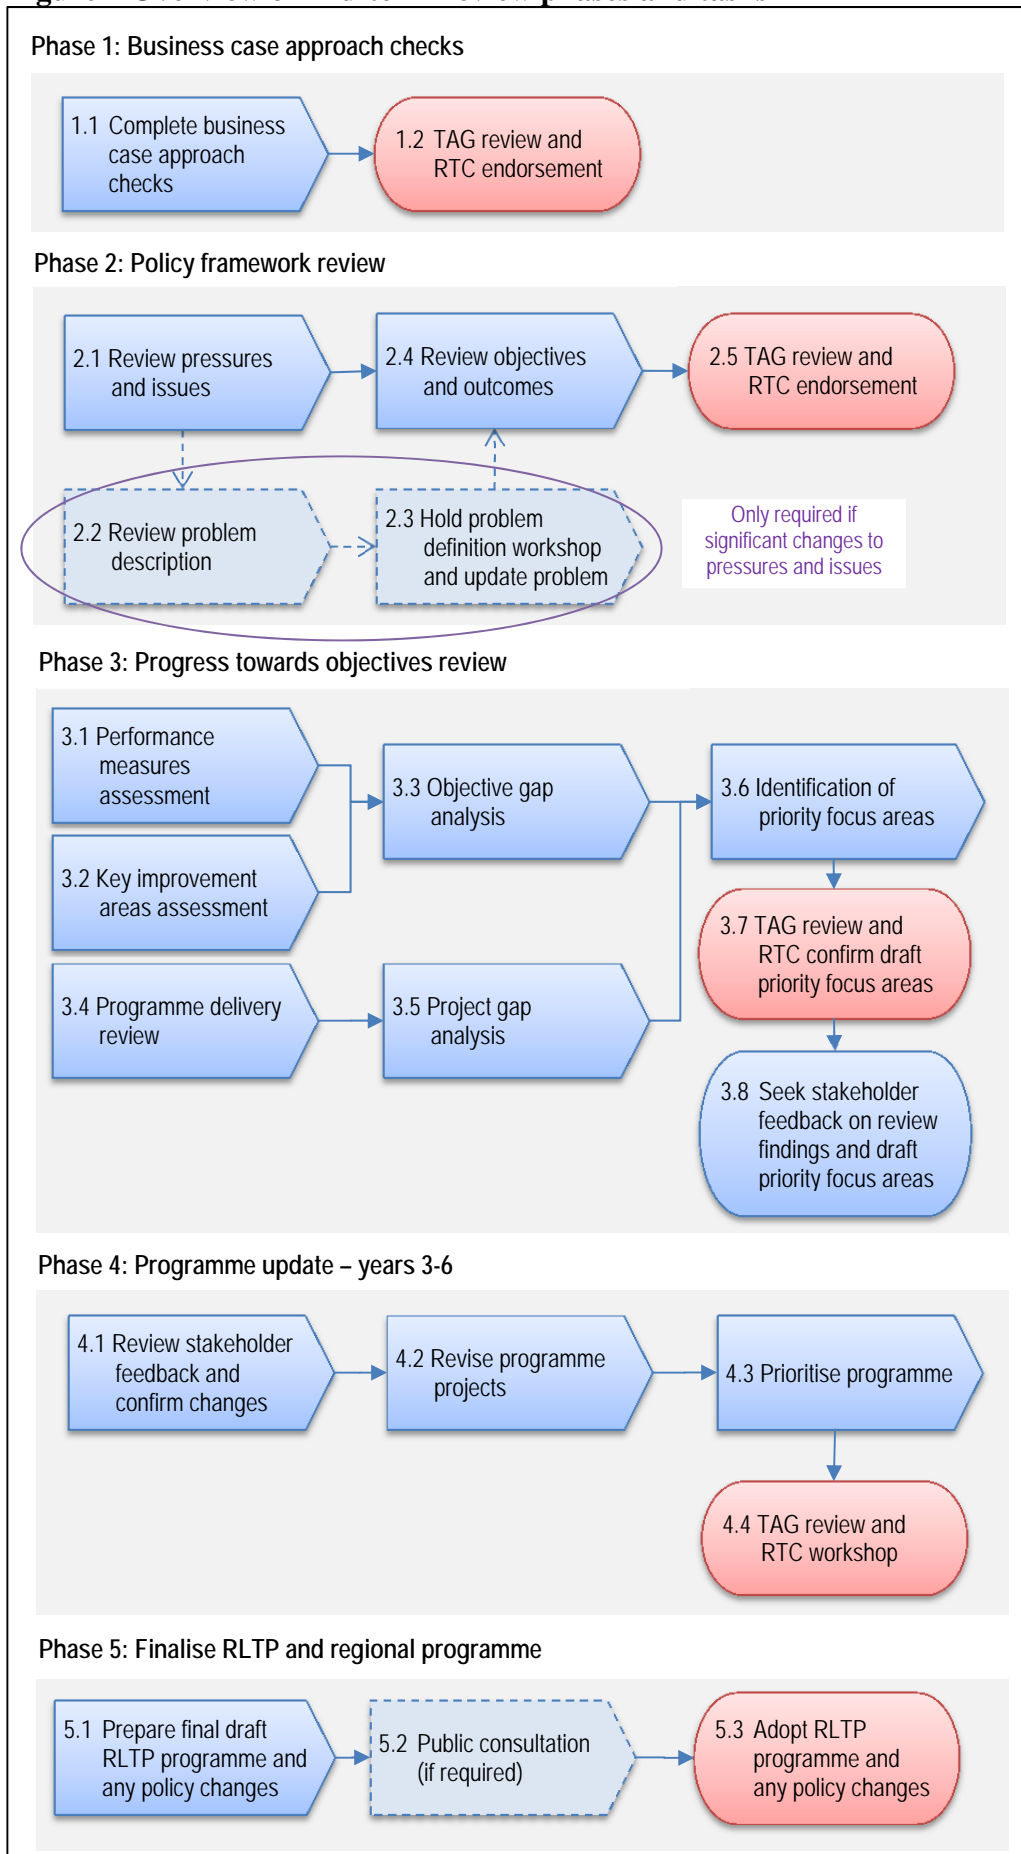 Phase 1: Business case approach checks
1.1 Complete business
case approach
checks
1.2 TAG review and
RTC endorsement
Phase 2: Policy framework review
2.1 Review pressures
and issues
2.4 Review objectives
and outcomes
2.5 TAG review and
RTC endorsement
2.2 Review problem
description
2.3 Hold problem
definition workshop
and update problem
Only required if
significant changes to
pressures and issues
Phase 3: Progress towards objectives review
3.1 Performance
measures
assessment
3.2 Key improvement
areas assessment
3.3 Objective gap
analysis
3.6 Identification of
priority focus areas
3.7 TAG review and
RTC confirm draft
priority focus areas
3.4 Programme delivery
review
3.5 Project gap
analysis
3.8 Seek stakeholder
feedback on review
findings and draft
priority focus areas
Phase 4: Programme update – years 3-6
4.1 Review stakeholder
feedback and
confirm changes
4.2 Revise programme
projects
4.3 Prioritise programme
4.4 TAG review and
RTC workshop
Phase 5: Finalise RLTP and regional programme
5.1 Prepare final draft
RLTP programme and
any policy changes
5.2 Public consultation
(if required)
5.3 Adopt RLTP
programme and
any policy changes